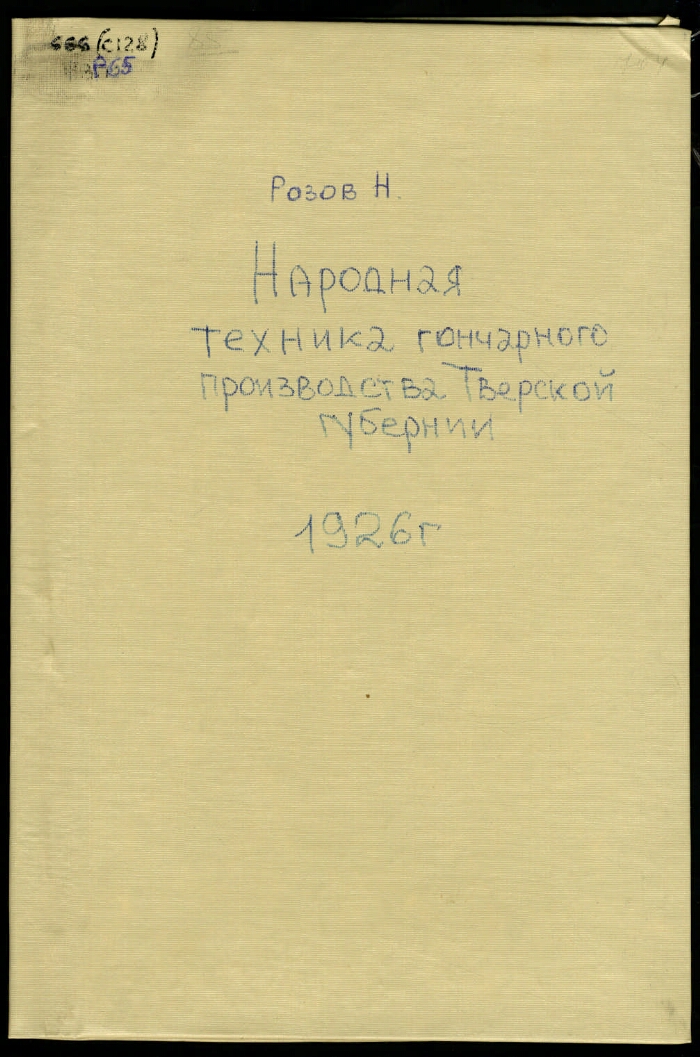 666(С128)
Р65
Розов Н.
Народная
техника гончарного
производства Тверской
губернии
1926г